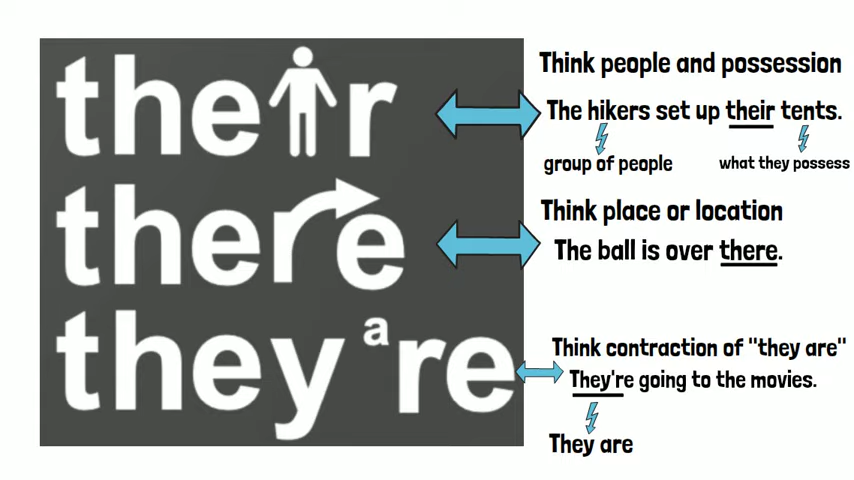 their
Think people and possession
The hikers set up their tents.
group of people
what they possess
there
Think place or location
The ball is over there.
they a re
Think contraction of "they are"
They're going to the movies.
They are